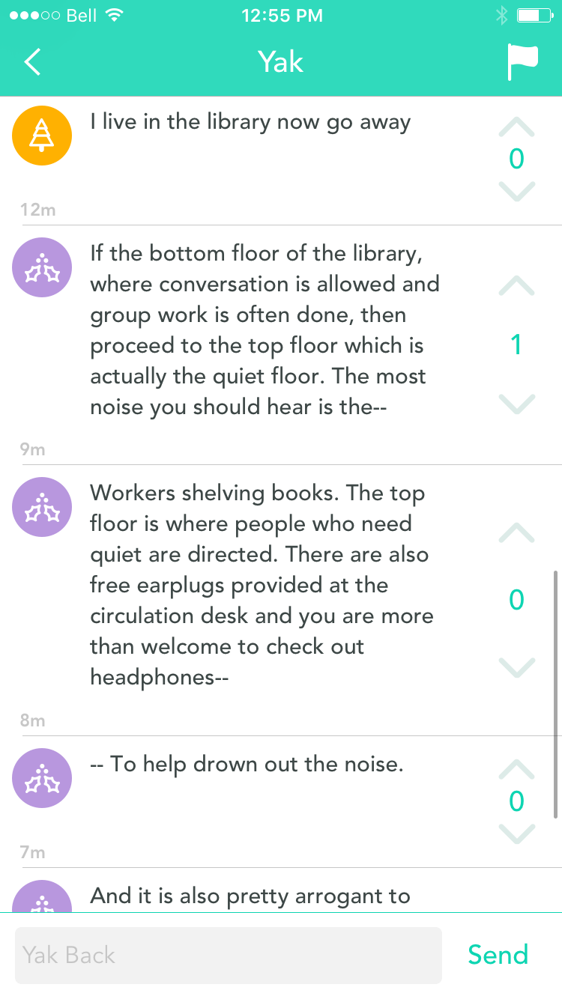 Bell 12:55 PM
Yak
I live in the library now go away
0
12m
If the bottom floor of the library,
where conversation is allowed and
group work is often done, then
proceed to the top floor which is
actually the quiet floor. The most
noise you should hear is the--
1
9m
Workers shelving books. The top
floor is where people who need
quiet are directed. There are also
free earplugs provided at the
circulation desk and you are more
than welcome to check out
headphones--
0
8m
-- To help drown out the noise.
0
7m
And it is also pretty arrogant to
Yak Back Send